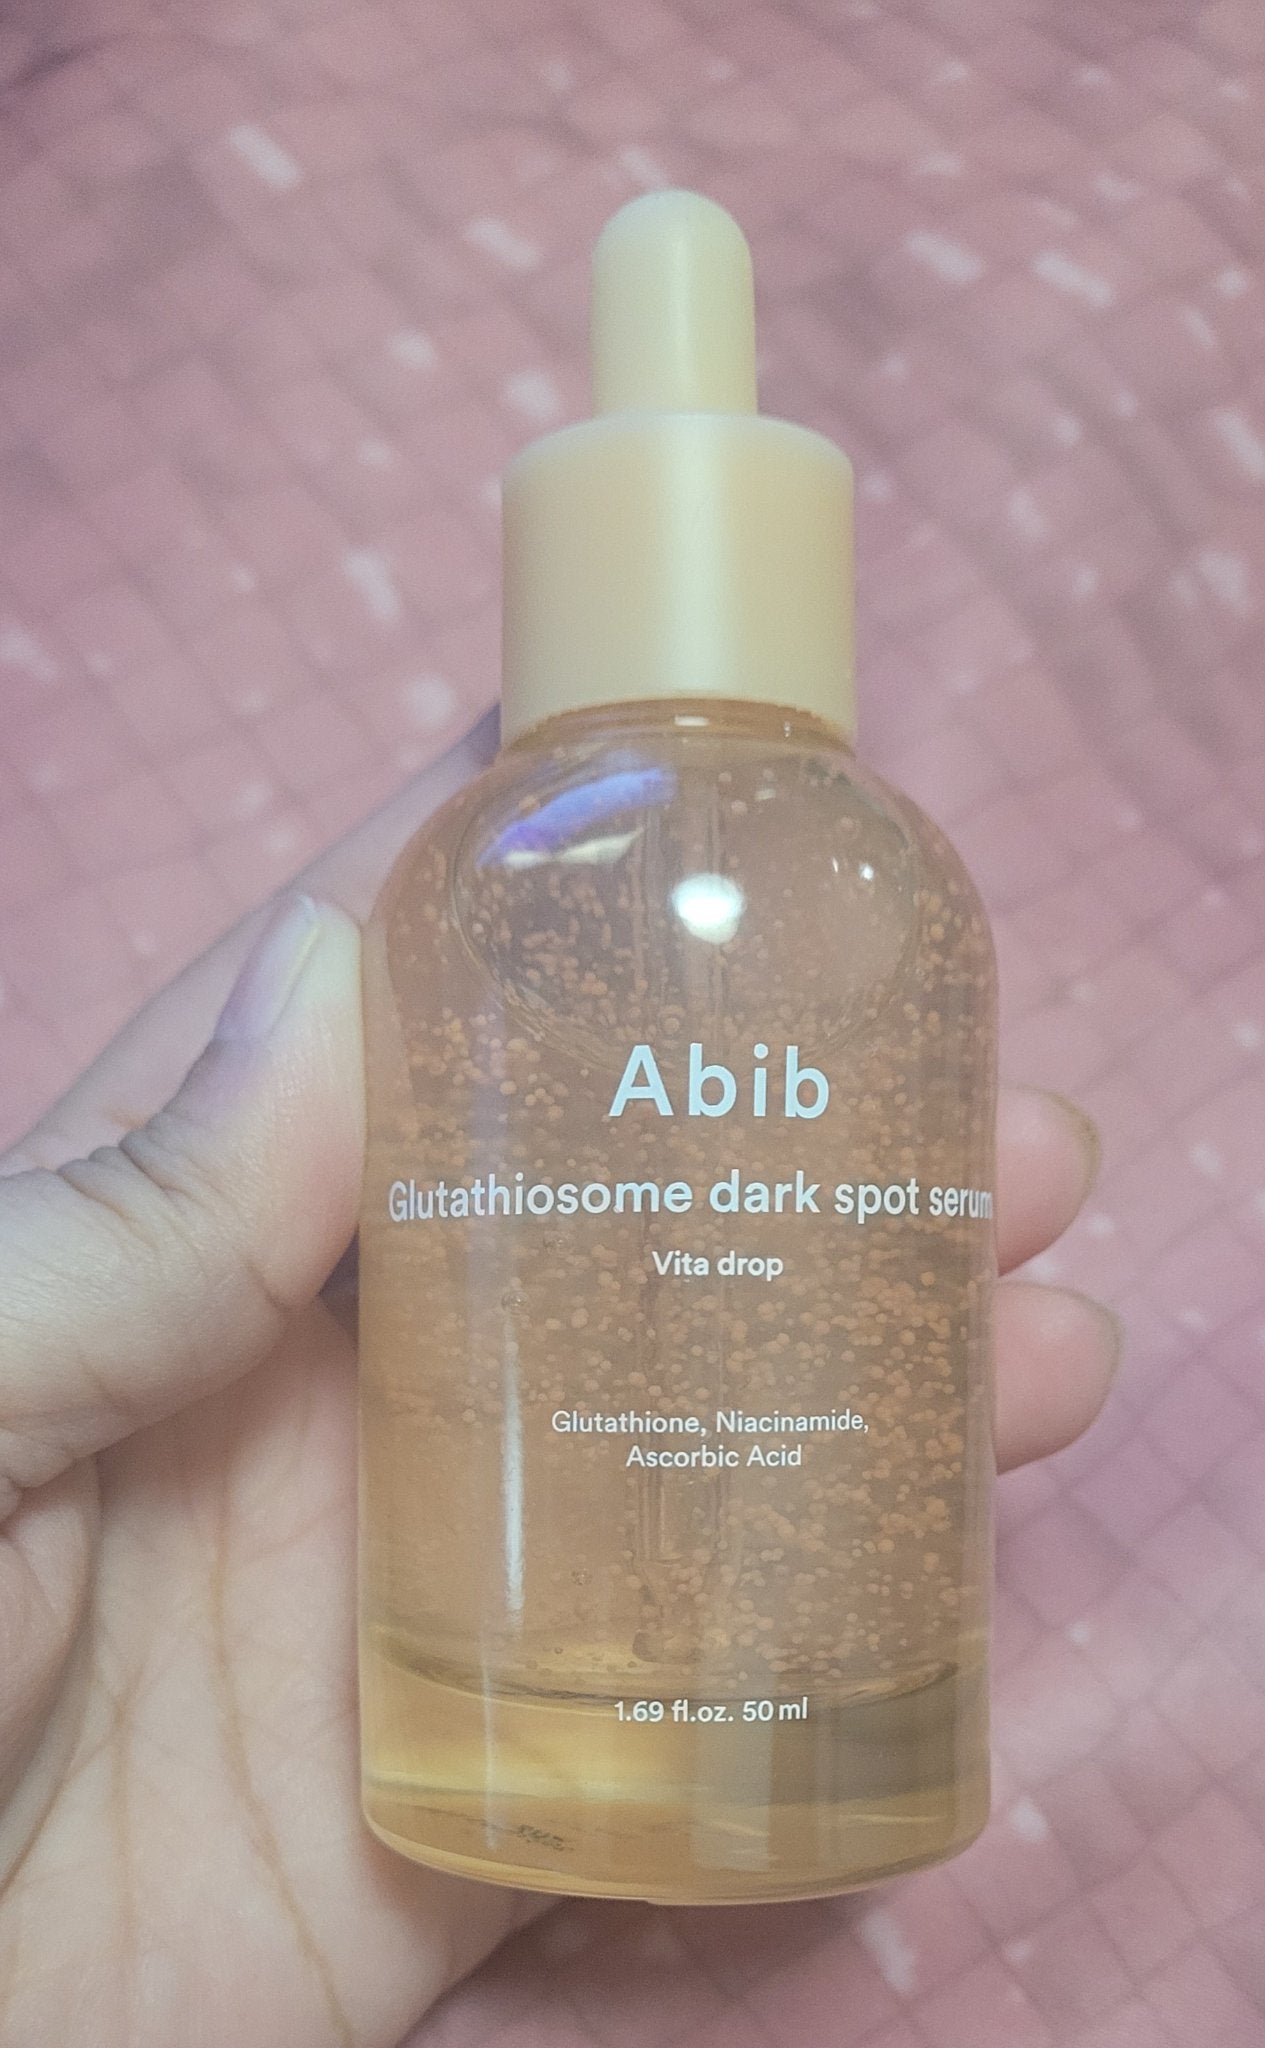 Abib
Glutathiosome dark spot serum
Vita drop
Glutathione, Niacinamide,
Ascorbic Acid
1.69 fl.oz. 50 ml